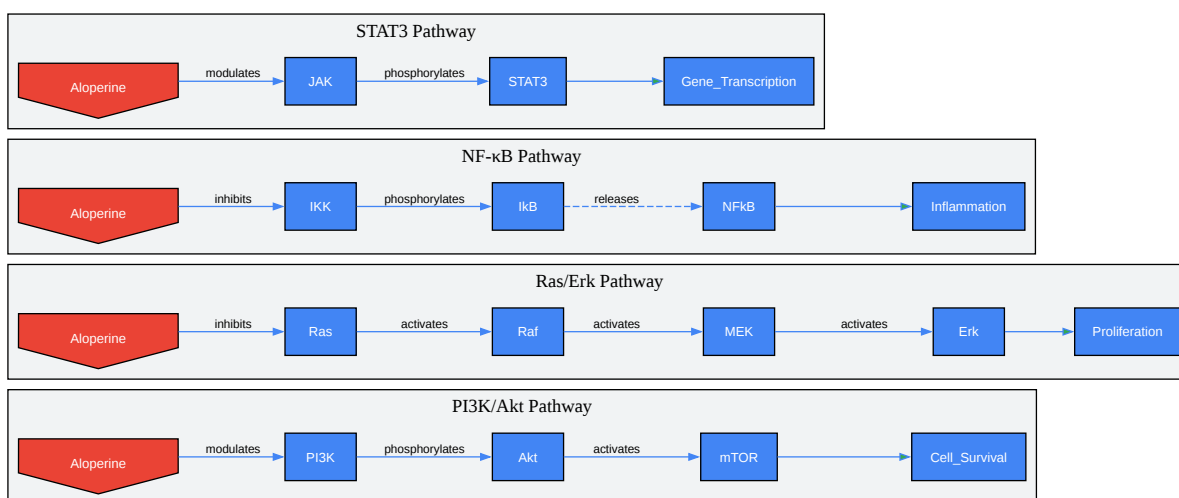 STAT3 Pathway
Aloperine modulates JAK phosphorylates STAT3 Gene_Transcription
NF-κB Pathway
Aloperine inhibits IKK phosphorylates IkB releases NFkB Inflammation
Ras/Erk Pathway
Aloperine inhibits Ras activates Raf activates MEK activates Erk Proliferation
PI3K/Akt Pathway
Aloperine modulates PI3K phosphorylates Akt activates mTOR Cell_Survival